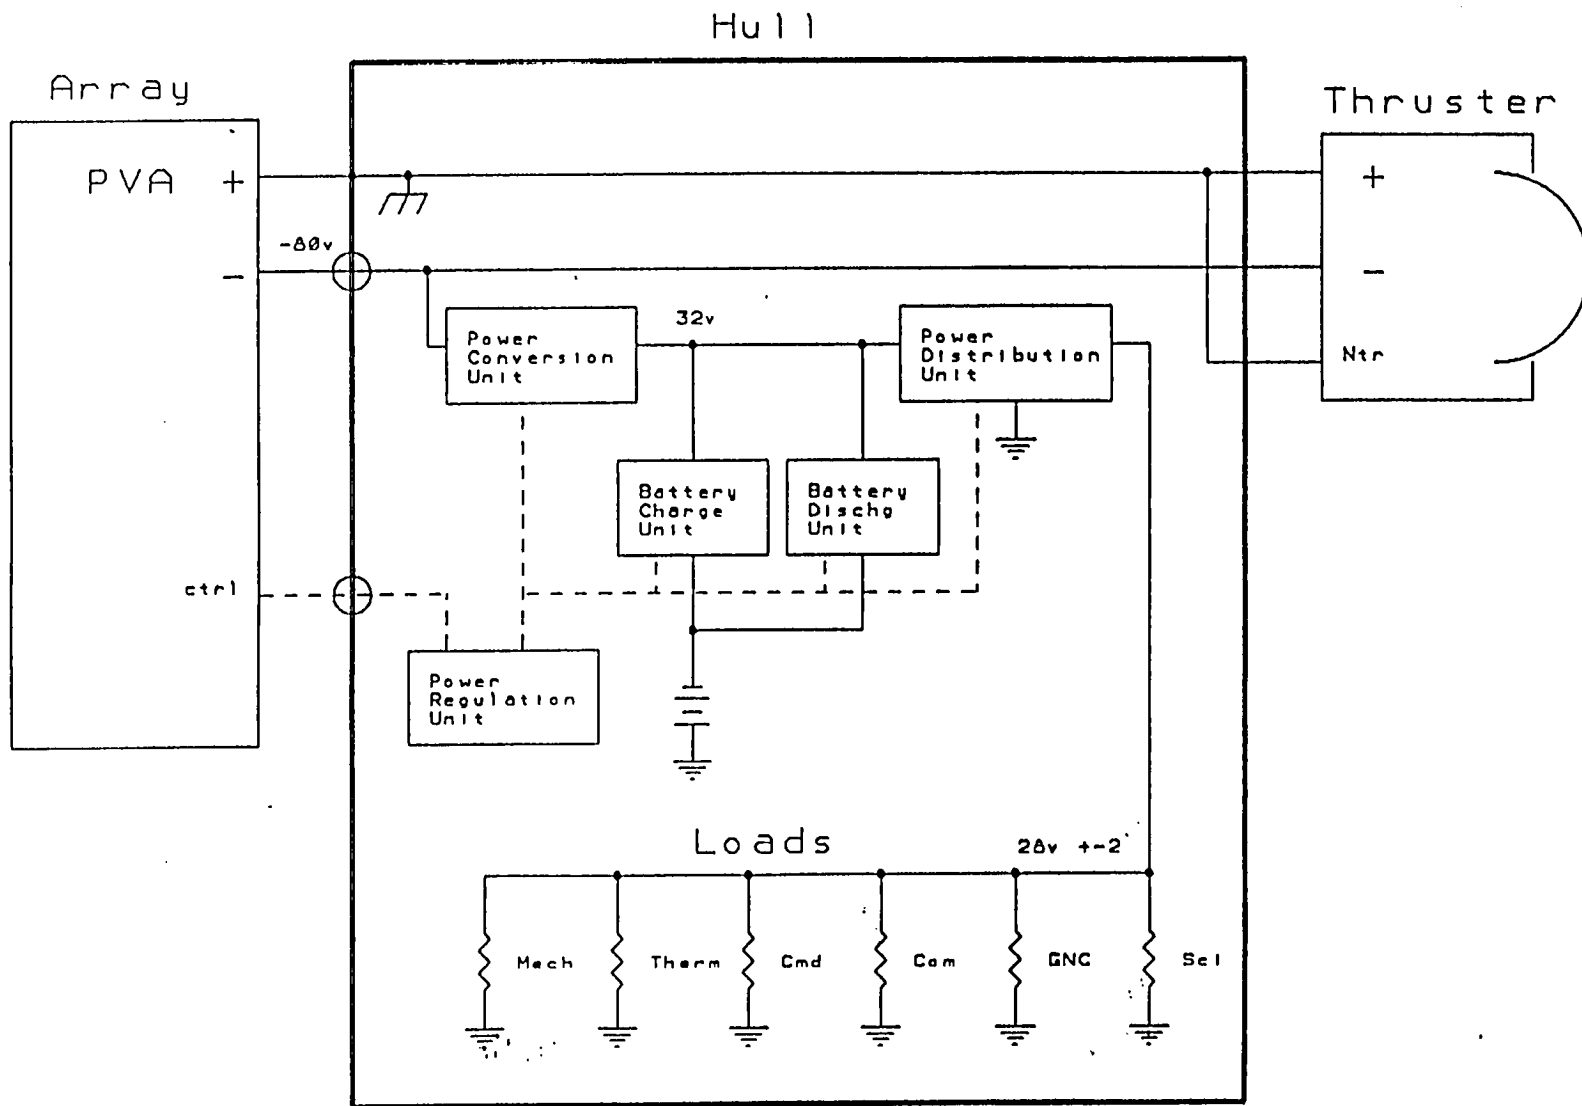 Hull
Array
Thruster
PVA +
+
-80v
-
-
Power
Conversion
Unit
32v
Power
Distribution
Unit
Ntr
Battery
Charge
Unit
Battery
Dischg
Unit
ctrl
Power
Regulation
Unit
Loads
28v +-2
Mech
Therm
Cmd
Com
GNC
Sci